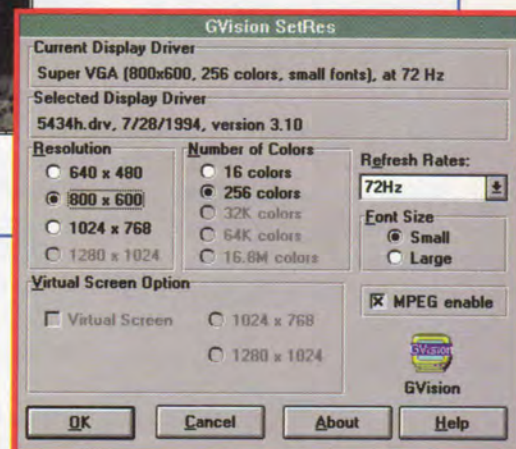 GVision SetRes
Current Display Driver
Super VGA (800x600, 256 colors, small fonts), at 72 Hz
Selected Display Driver
5434h.drv, 7/28/1994, version 3.10
Resolution
640 x 480
800 x 600
1024 x 768
1280 x 1024
Number of Colors
16 colors
256 colors
32K colors
64K colors
16.8M colors
Refresh Rates:
72Hz
Font Size
Small
Large
Virtual Screen Option
Virtual Screen
1024 x 768
1280 x 1024
MPEG enable
GVision
GVision
OK
Cancel
About
Help